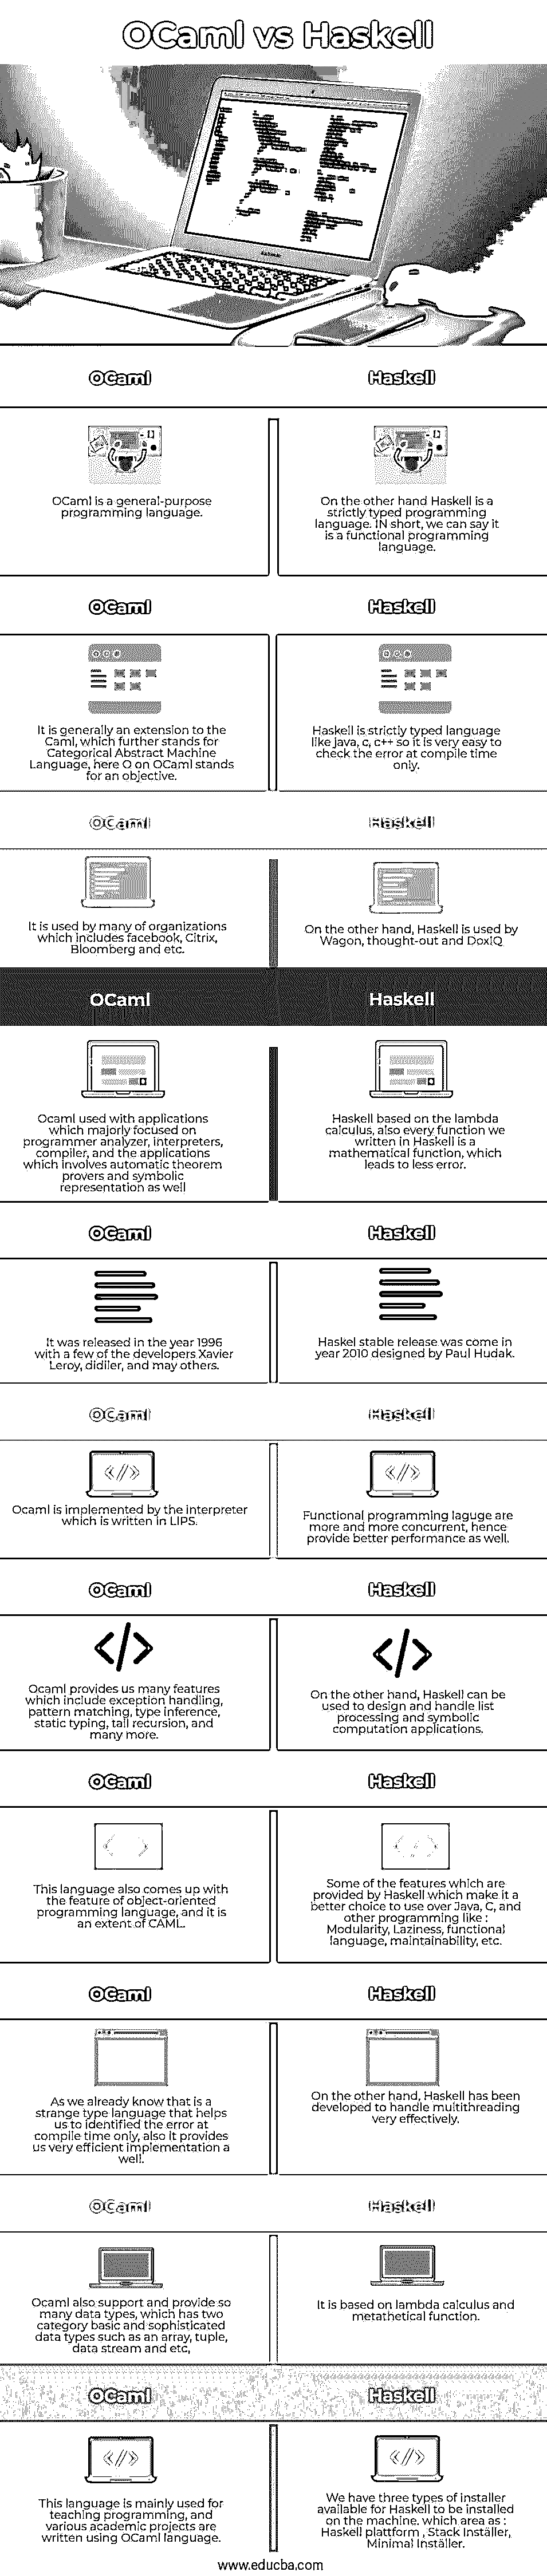 OCaml vs Haskell
OCaml
Haskell
OCaml is a general-purpose
programming language.
On the other hand Haskell is a
strictly typed programming
language. IN short, we can say it
is a functional programming
language.
OCaml
Haskell
It is generally an extension to the
Caml, which further stands for
Categorical Abstract Machine
Language, here O on OCaml stands
for an objective.
Haskell is strictly typed language
like java, c, c++ so it is very easy to
check the error at compile time
only.
OCaml
Haskell
It is used by many of organizations
which includes facebook, Citrix,
Bloomberg and etc.
On the other hand, Haskell is used by
Wagon, thought-out and DoxIQ
OCaml
Haskell
Ocaml used with applications
which majorly focused on
programmer analyzer, interpreters,
compiler, and the applications
which involves automatic theorem
provers and symbolic
representation as well
Haskell based on the lambda
calculus, also every function we
written in Haskell is a
mathematical function, which
leads to less error.
OCaml
Haskell
It was released in the year 1996
with a few of the developers Xavier
Leroy, didiler, and may others.
Haskel stable release was come in
year 2010 designed by Paul Hudak.
OCaml
Haskell
Ocaml is implemented by the interpreter
which is written in LIPS.
Functional programming laguge are
more and more concurrent, hence
provide better performance as well.
OCaml
Haskell
Ocaml provides us many features
which include exception handling,
pattern matching, type inference,
static typing, tall recursion, and
many more.
On the other hand, Haskell can be
used to design and handle list
processing and symbolic
computation applications.
OCaml
Haskell
This language also comes up with
the feature of object-oriented
programming language, and it is
an extent of CAML.
Some of the features which are
provided by Haskell which make it a
better choice to use over Java, C, and
other programming like :
Modularity, Laziness, functional
language, maintainability, etc.
OCaml
Haskell
As we already know that is a
strange type language that helps
us to identified the error at
compile time only, also it provides
us very efficient implementation a
well.
On the other hand, Haskell has been
developed to handle multithreading
very effectively.
OCaml
Haskell
Ocaml also support and provide so
many data types, which has two
category basic and sophisticated
data types such as an array, tuple,
data stream and etc,
It is based on lambda calculus and
metathetical function.
OCaml
Haskell
This language is mainly used for
teaching programming, and
various academic projects are
written using OCaml language.
We have three types of installer
available for Haskell to be installed
on the machine. which area as :
Haskell plattform , Stack Installer,
Minimal Installer.
www.educba.com